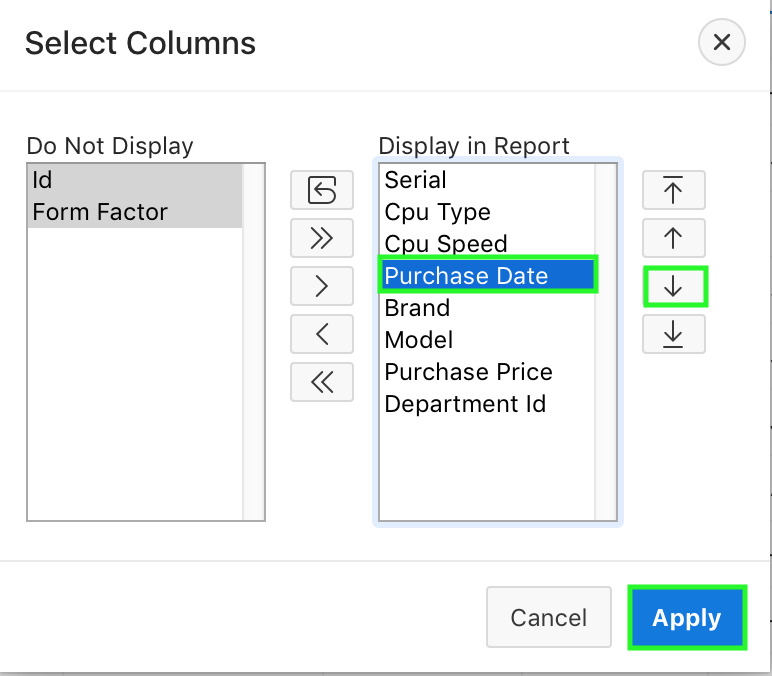 Select Columns
Do Not Display
Id
Form Factor
Display in Report
Serial
Cpu Type
Cpu Speed
Purchase Date
Brand
Model
Purchase Price
Department Id
Cancel
Apply